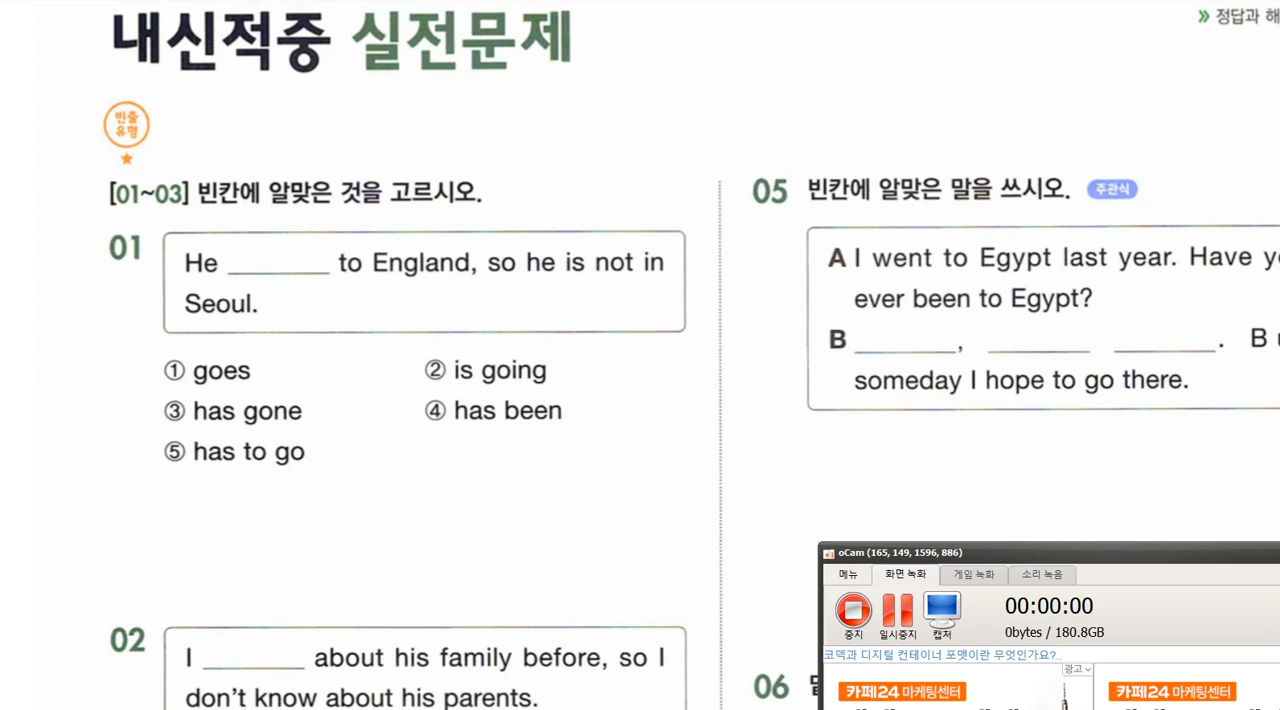 내신적중 실전문제
» 정답과 해
빈출
유형
[01~03] 빈칸에 알맞은 것을 고르시오.
01
He ________ to England, so he is not in
Seoul.
① goes
② is going
③ has gone
④ has been
⑤ has to go
02
I ________ about his family before, so I
don't know about his parents.
05 빈칸에 알맞은 말을 쓰시오. 주관식
A I went to Egypt last year. Have y
ever been to Egypt?
B ________, ________ ________. B
someday I hope to go there.
06
oCam (165, 149, 1596, 886)
메뉴 화면 녹화 게임 녹화 소리 녹음
중지 일시중지 캡처
00:00:00
0bytes / 180.8GB
코덱과 디지털 컨테이너 포맷이란 무엇인가요?..
광고
카페24 마케팅센터
카페24 마케팅센터